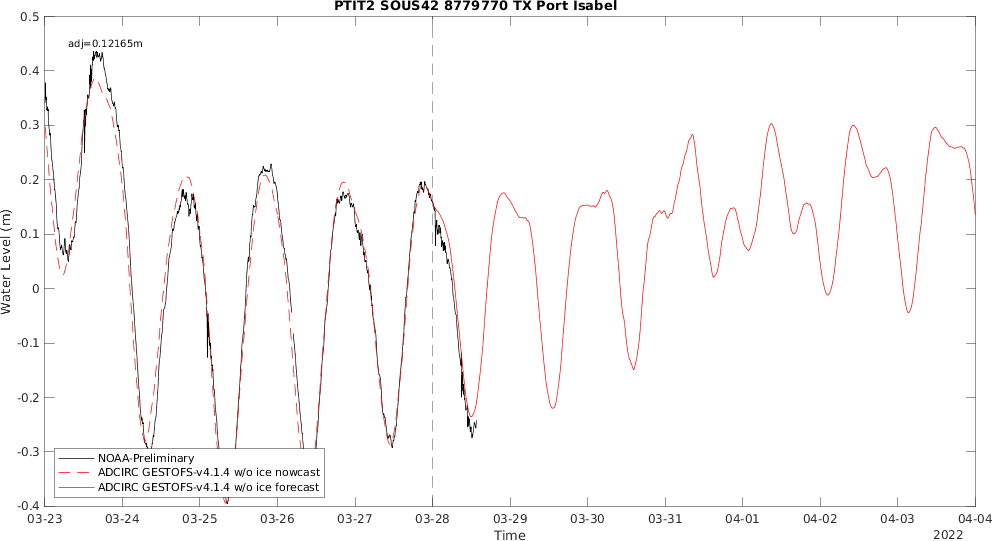 PTIT2 SOUS42 8779770 TX Port Isabel
adj=0.12165m
0.5
0.4
0.3
0.2
0.1
0
-0.1
-0.2
-0.3
-0.4
Water Level (m)
NOAA-Preliminary
ADCIRC GESTOFS-v4.1.4 w/o ice nowcast
ADCIRC GESTOFS-v4.1.4 w/o ice forecast
03-23 03-24 03-25 03-26 03-27 03-28 03-29 03-30 03-31 04-01 04-02 04-03 04-04
Time
2022